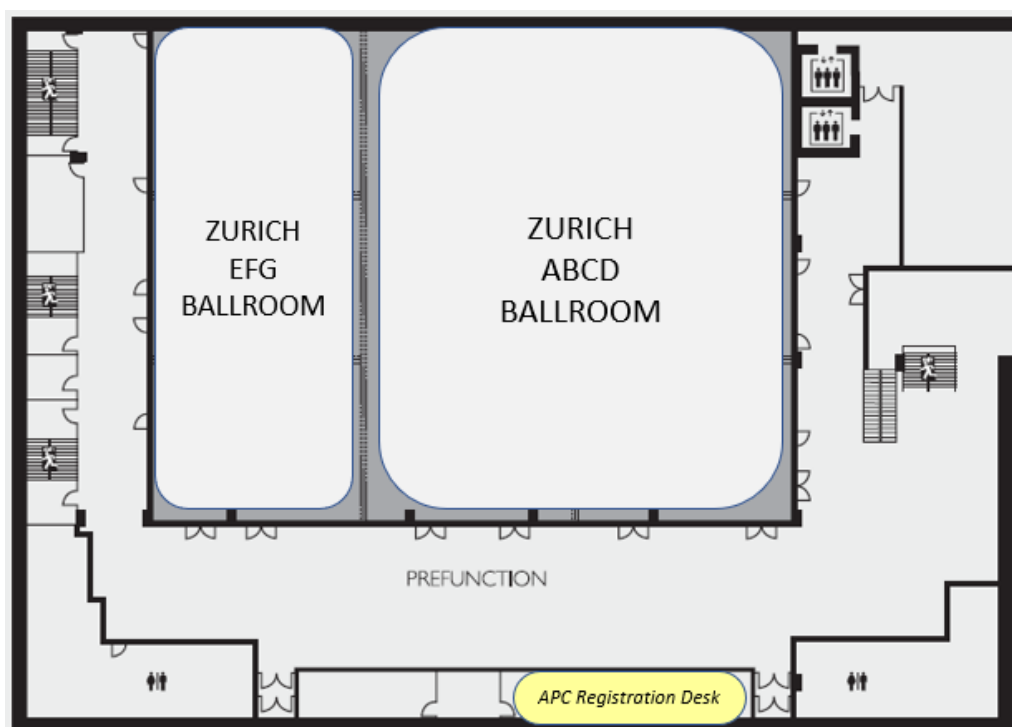 ZURICH
EFG
BALLROOM
ZURICH
ABCD
BALLROOM
PREFUNCTION
APC Registration Desk